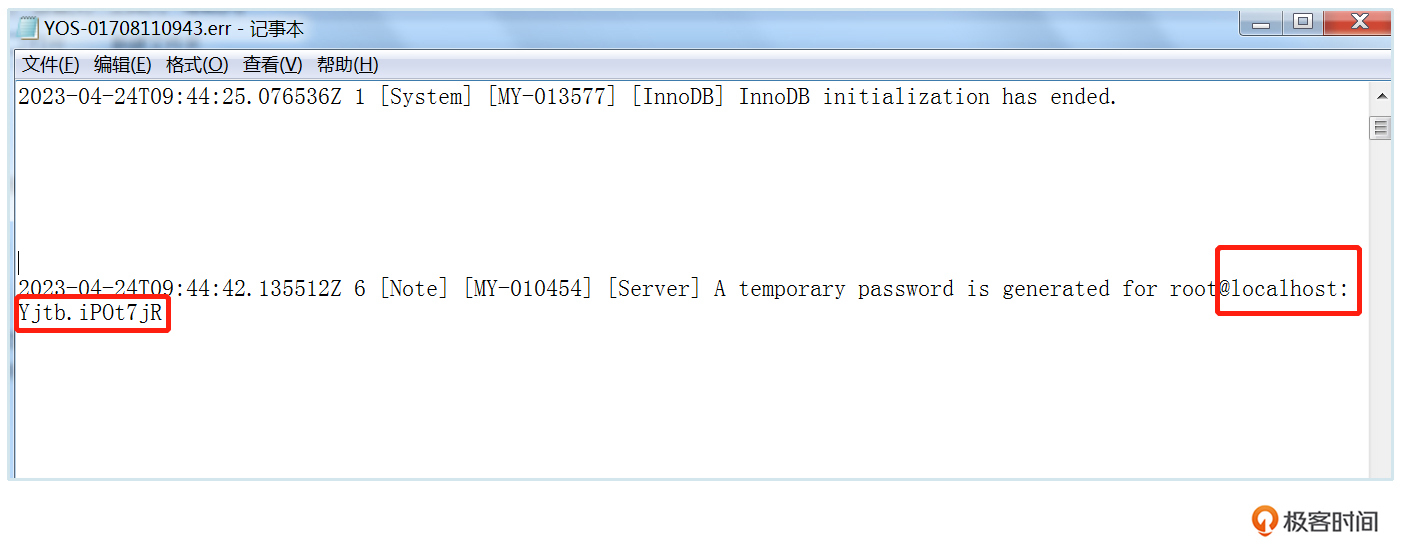 YOS-01708110943.err - 记事本
文件(F) 编辑(E) 格式(O) 查看(V) 帮助(H)
2023-04-24T09:44:25.076536Z 1 [System] [MY-013577] [InnoDB] InnoDB initialization has ended.
2023-04-24T09:44:42.135512Z 6 [Note] [MY-010454] [Server] A temporary password is generated for root@localhost:
Yjtb.iPOt7jR
极客时间